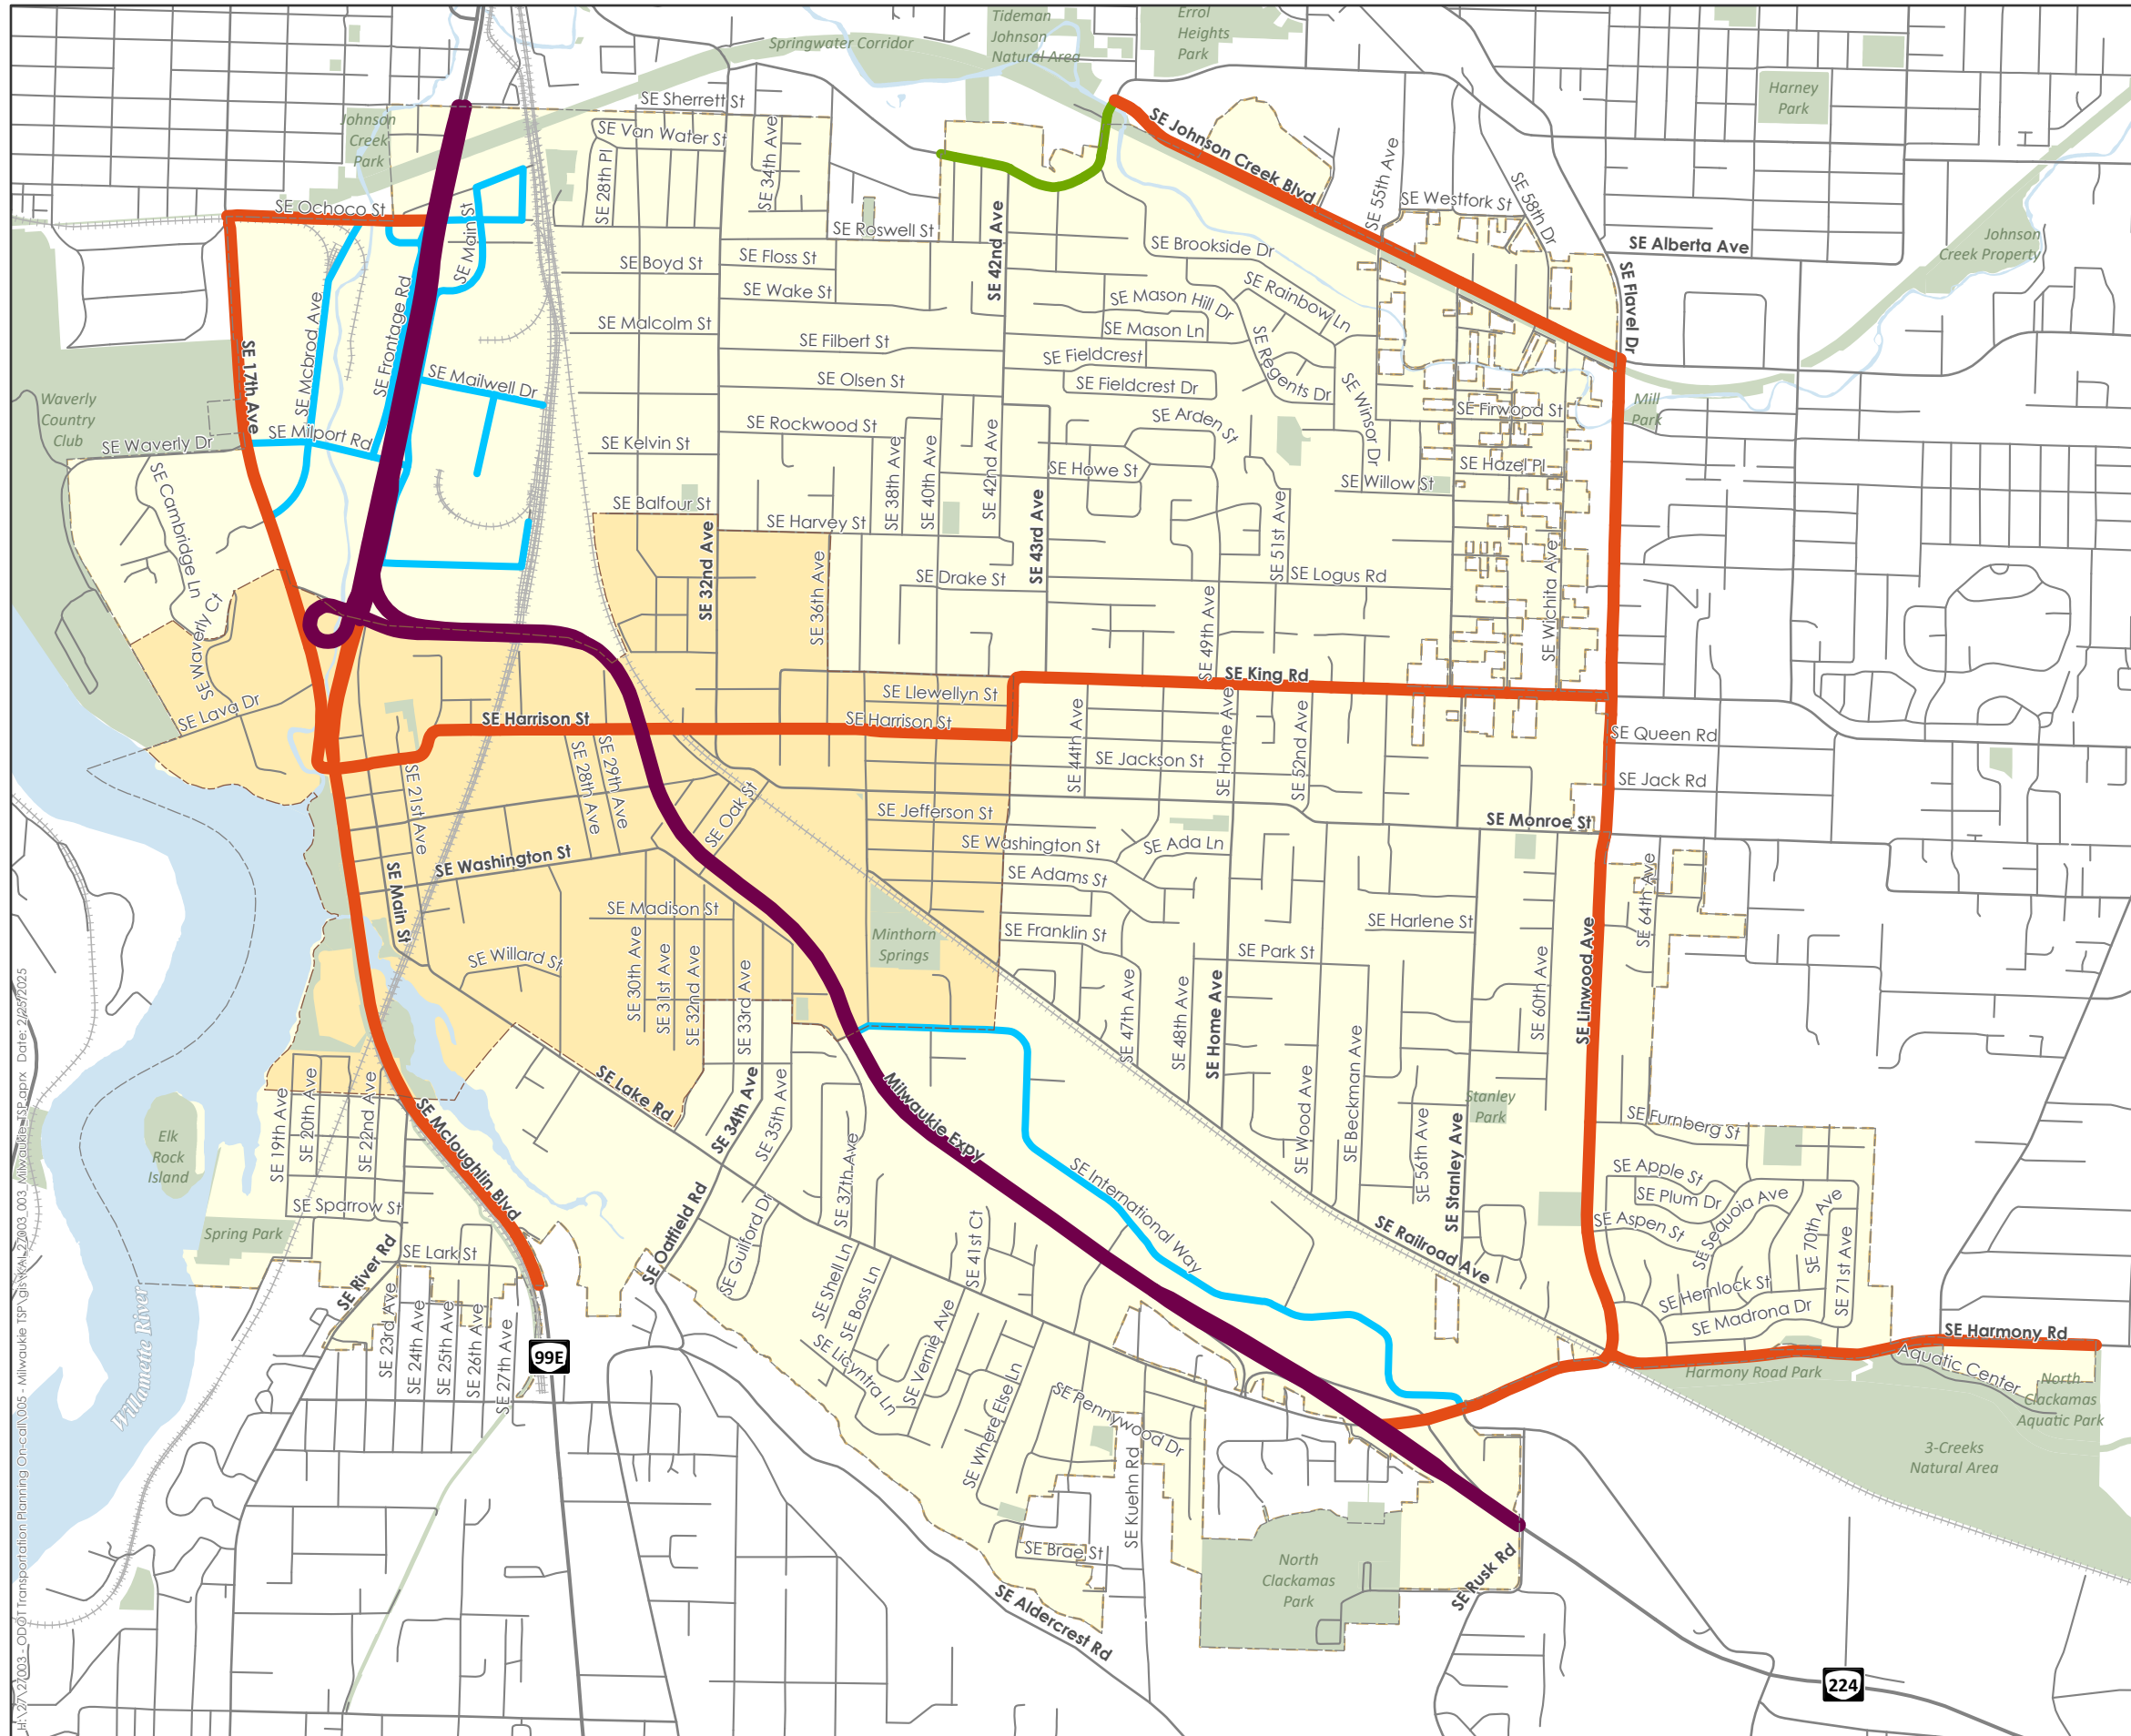 Tideman
Johnson
Natural Area
Errol
Heights
Park
Springwater Corridor
Harney
Park
Johnson
Creek
Park
SE Sherrett St
SE Van Water St
SE 28th Pl
SE 34th Ave
SE Johnson Creek Blvd
SE 55th Ave
SE Westfork St
SE 58th Dr
SE Ochoco St
SE Main St
SE Roswell St
SE 42nd Ave
SE Brookside Dr
SE Alberta Ave
Johnson
Creek Property
SE Flavel Dr
SE Boyd St
SE Floss St
SE Wake St
SE Mason Hill Dr
SE Rainbow Ln
SE Malcolm St
SE Mason Ln
SE Filbert St
SE Fieldcrest
SE Regents Dr
SE Olsen St
SE Fieldcrest Dr
SE Winsor Dr
SE 17th Ave
SE Mcbrod Ave
SE Frontage Rd
SE Mailwell Dr
Waverly
Country
Club
SE Firwood St
Mill
Park
SE Arden St
SE Rockwood St
SE Milport Rd
SE Waverly Dr
SE Kelvin St
SE 38th Ave
SE 40th Ave
SE 42nd Ave
SE Howe St
SE Hazel Pl
SE Willow St
SE Cambridge Ln
SE Balfour St
SE Harvey St
SE 43rd Ave
SE 51st Ave
SE 32nd Ave
SE 36th Ave
SE Drake St
SE Logus Rd
SE Wichita Ave
SE 49th Ave
SE Waverly Ct
SE Lava Dr
SE King Rd
SE Llewellyn St
SE Harrison St
SE Harrison St
SE 28th Ave
SE 29th Ave
SE 44th Ave
SE Home Ave
SE 52nd Ave
SE Queen Rd
SE Jackson St
SE Jack Rd
SE 21st Ave
SE Oak St
SE Jefferson St
SE Monroe St
SE Washington St
SE Washington St
SE Ada Ln
SE Adams St
SE Main St
SE 64th Ave
SE Madison St
SE Harlene St
SE Linwood Ave
Minthorn
Springs
SE Franklin St
SE Park St
SE Willard St
SE 30th Ave
SE 31st Ave
SE 32nd Ave
SE 33rd Ave
SE 47th Ave
SE 48th Ave
SE Home Ave
SE 60th Ave
SE Lake Rd
SE 34th Ave
SE 35th Ave
SE 37th Ave
Milwaukie Expy
SE Wood Ave
SE Beckman Ave
SE 56th Ave
SE Stanley Ave
Stanley
Park
SE Furnberg St
Elk
Rock
Island
SE 19th Ave
SE 20th Ave
SE 22nd Ave
SE Mcloughlin Blvd
SE International Way
SE Apple St
SE Plum Dr
SE Sequoia Ave
SE Aspen St
SE 70th Ave
SE 71st Ave
SE Sparrow St
Spring Park
SE River Rd
SE Lark St
SE Oatfield Rd
SE Guilford Dr
SE 41st Ct
SE Railroad Ave
SE Shell Ln
SE Boss Ln
SE Hemlock St
SE Madrona Dr
SE Harmony Rd
SE 23rd Ave
SE 24th Ave
SE 25th Ave
SE 26th Ave
SE 27th Ave
99E
SE Licyntra Ln
SE Vernie Ave
SE Where Else Ln
SE Pennywood Dr
Harmony Road Park
Aquatic Center
North
Clackamas
Aquatic Park
Willamette River
SE Kuehn Rd
3-Creeks
Natural Area
SE Brae St
North
Clackamas
Park
SE Rusk Rd
SE Aldercrest Rd
224
H:\27\27003 - ODOT Transportation Planning On-call\005 - Milwaukie TSP\gis\KAI_27003_003_Milwaukie_TSP.aprx Date: 2/25/2025